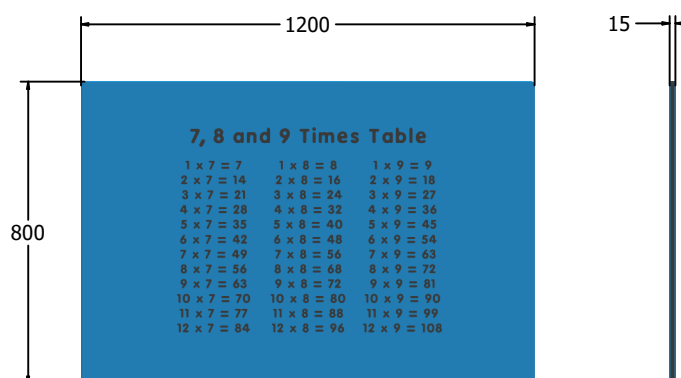 1200
15
800
7, 8 and 9 Times Table
1 x 7 = 7 1 x 8 = 8 1 x 9 = 9
2 x 7 = 14 2 x 8 = 16 2 x 9 = 18
3 x 7 = 21 3 x 8 = 24 3 x 9 = 27
4 x 7 = 28 4 x 8 = 32 4 x 9 = 36
5 x 7 = 35 5 x 8 = 40 5 x 9 = 45
6 x 7 = 42 6 x 8 = 48 6 x 9 = 54
7 x 7 = 49 7 x 8 = 56 7 x 9 = 63
8 x 7 = 56 8 x 8 = 68 8 x 9 = 72
9 x 7 = 63 9 x 8 = 72 9 x 9 = 81
10 x 7 = 70 10 x 8 = 80 10 x 9 = 90
11 x 7 = 77 11 x 8 = 88 11 x 9 = 99
12 x 7 = 84 12 x 8 = 96 12 x 9 = 108